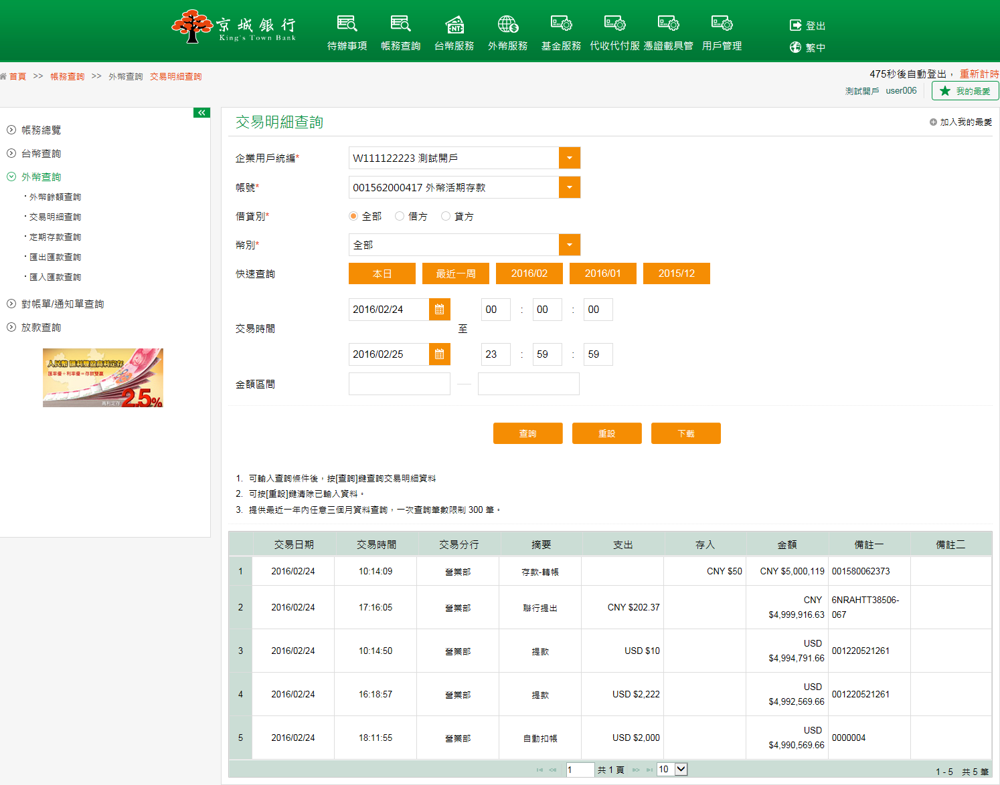 京城銀行
King's Town Bank
待辦事項 帳務查詢 台幣服務 外幣服務 基金服務 代收代付服 憑證載具管 用戶管理
登出
繁中
首頁 >> 帳務查詢 >> 外幣查詢 交易明細查詢
475秒後自動登出， 重新計時
測試開戶 user006 我的最愛
帳務總覽
台幣查詢
外幣查詢
外幣餘額查詢
交易明細查詢
定期存款查詢
匯出匯款查詢
匯入匯款查詢
對帳單/通知單查詢
放款查詢
人民幣 匯利雙盈高利定存
匯率優+利率優=存款雙贏
高利定存 2.5%
交易明細查詢 加入我的最愛
企業用戶統編* W111122223 測試開戶
帳號* 001562000417 外幣活期存款
借貸別* 全部 借方 貸方
幣別* 全部
快速查詢 本日 最近一周 2016/02 2016/01 2015/12
2016/02/24 00 : 00 : 00
交易時間 至
2016/02/25 23 : 59 : 59
金額區間 —
查詢 重設 下載
1. 可輸入查詢條件後，按[查詢]鍵查詢交易明細資料
2. 可按[重設]鍵清除已輸入資料。
3. 提供最近一年內任意三個月資料查詢，一次查詢筆數限制 300 筆。
交易日期 交易時間 交易分行 摘要 支出 存入 金額 備註一 備註二
1 2016/02/24 10:14:09 營業部 存款-轉帳 CNY $50 CNY $5,000,119 001580062373
2 2016/02/24 17:16:05 營業部 聯行提出 CNY $202.37 CNY $4,999,916.63 6NRAHTT38506-067
3 2016/02/24 10:14:50 營業部 提款 USD $10 USD $4,994,791.66 001220521261
4 2016/02/24 16:18:57 營業部 提款 USD $2,222 USD $4,992,569.66 001220521261
5 2016/02/24 18:11:55 營業部 自動扣帳 USD $2,000 USD $4,990,569.66 0000004
1 共 1 頁 10 1 - 5 共 5 筆